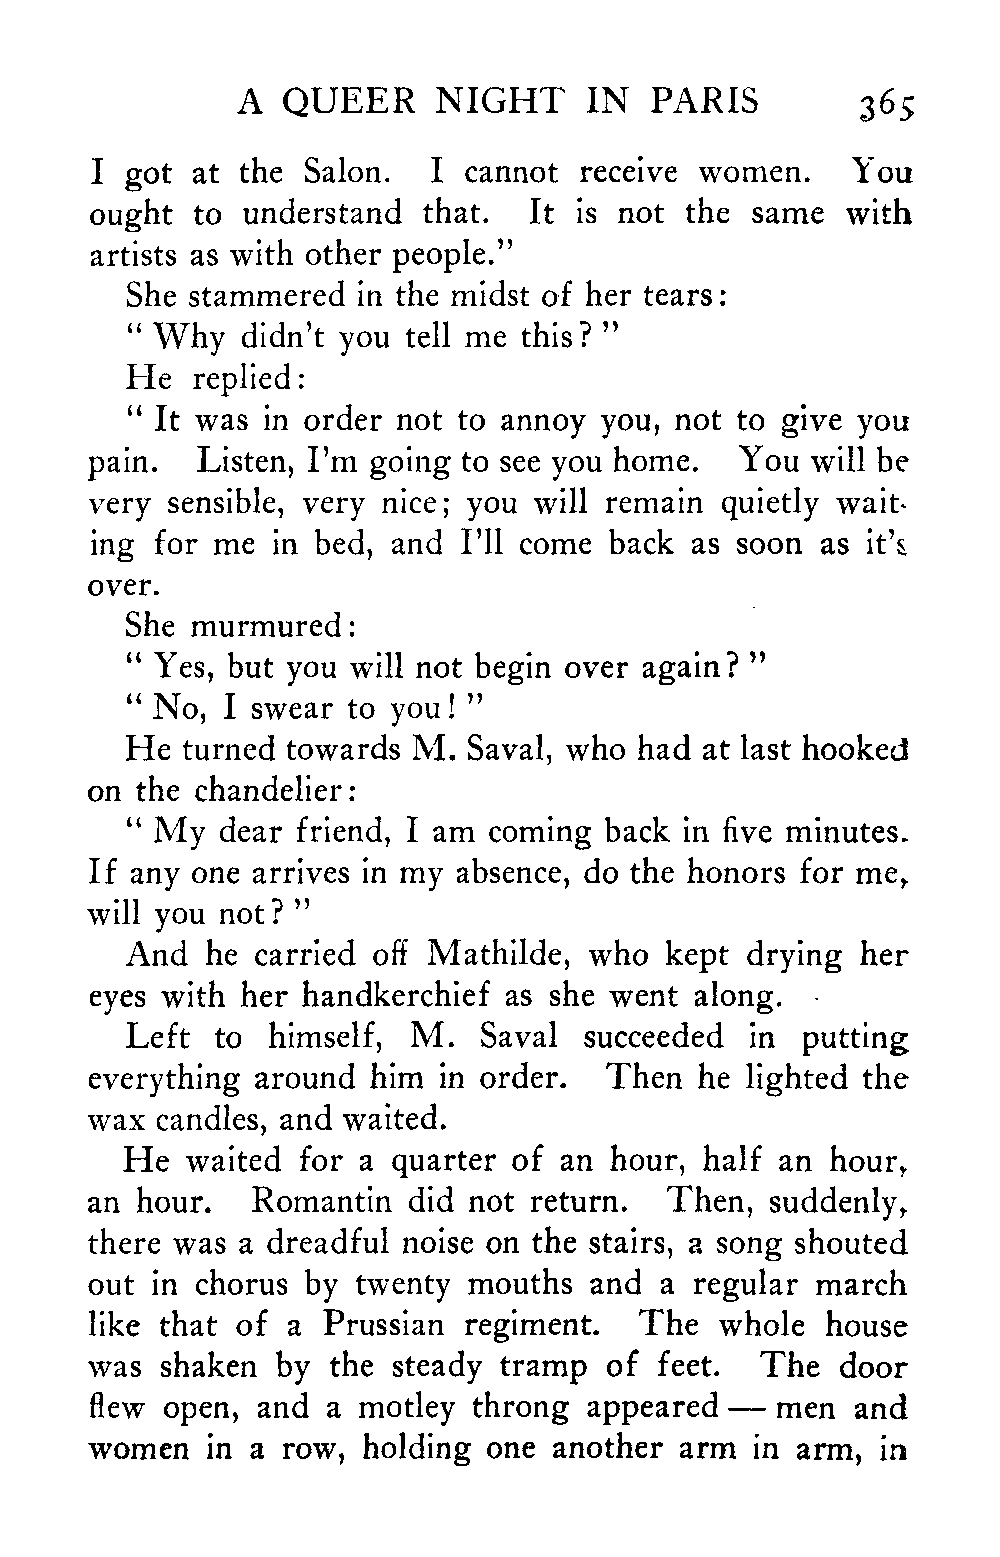 A QUEER NIGHT IN PARIS 365
I got at the Salon. I cannot receive women. You
ought to understand that. It is not the same with
artists as with other people."
She stammered in the midst of her tears:
" Why didn't you tell me this? "
He replied:
" It was in order not to annoy you, not to give you
pain. Listen, I'm going to see you home. You will be
very sensible, very nice; you will remain quietly wait-
ing for me in bed, and I'll come back as soon as it's
over.
She murmured:
" Yes, but you will not begin over again? "
" No, I swear to you! "
He turned towards M. Saval, who had at last hooked
on the chandelier:
" My dear friend, I am coming back in five minutes.
If any one arrives in my absence, do the honors for me,
will you not? "
And he carried off Mathilde, who kept drying her
eyes with her handkerchief as she went along.
Left to himself, M. Saval succeeded in putting
everything around him in order. Then he lighted the
wax candles, and waited.
He waited for a quarter of an hour, half an hour,
an hour. Romantin did not return. Then, suddenly,
there was a dreadful noise on the stairs, a song shouted
out in chorus by twenty mouths and a regular march
like that of a Prussian regiment. The whole house
was shaken by the steady tramp of feet. The door
flew open, and a motley throng appeared — men and
women in a row, holding one another arm in arm, in